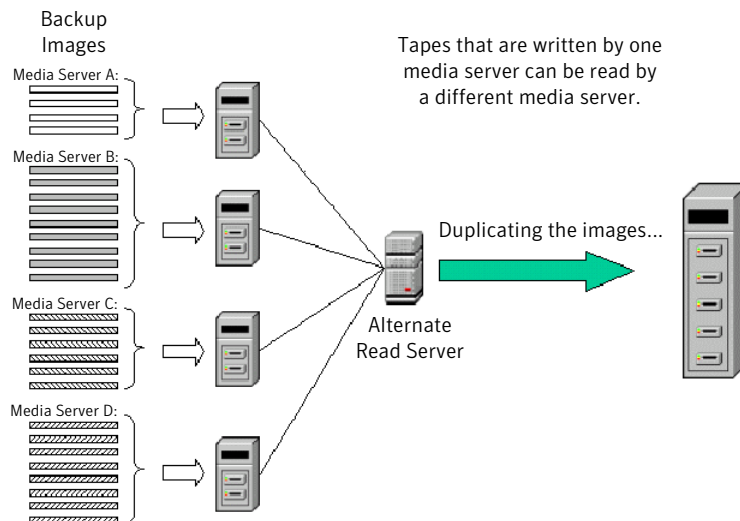 Backup
Images
Media Server A:
Media Server B:
Media Server C:
Media Server D:
Tapes that are written by one
media server can be read by
a different media server.
Duplicating the images...
Alternate
Read Server